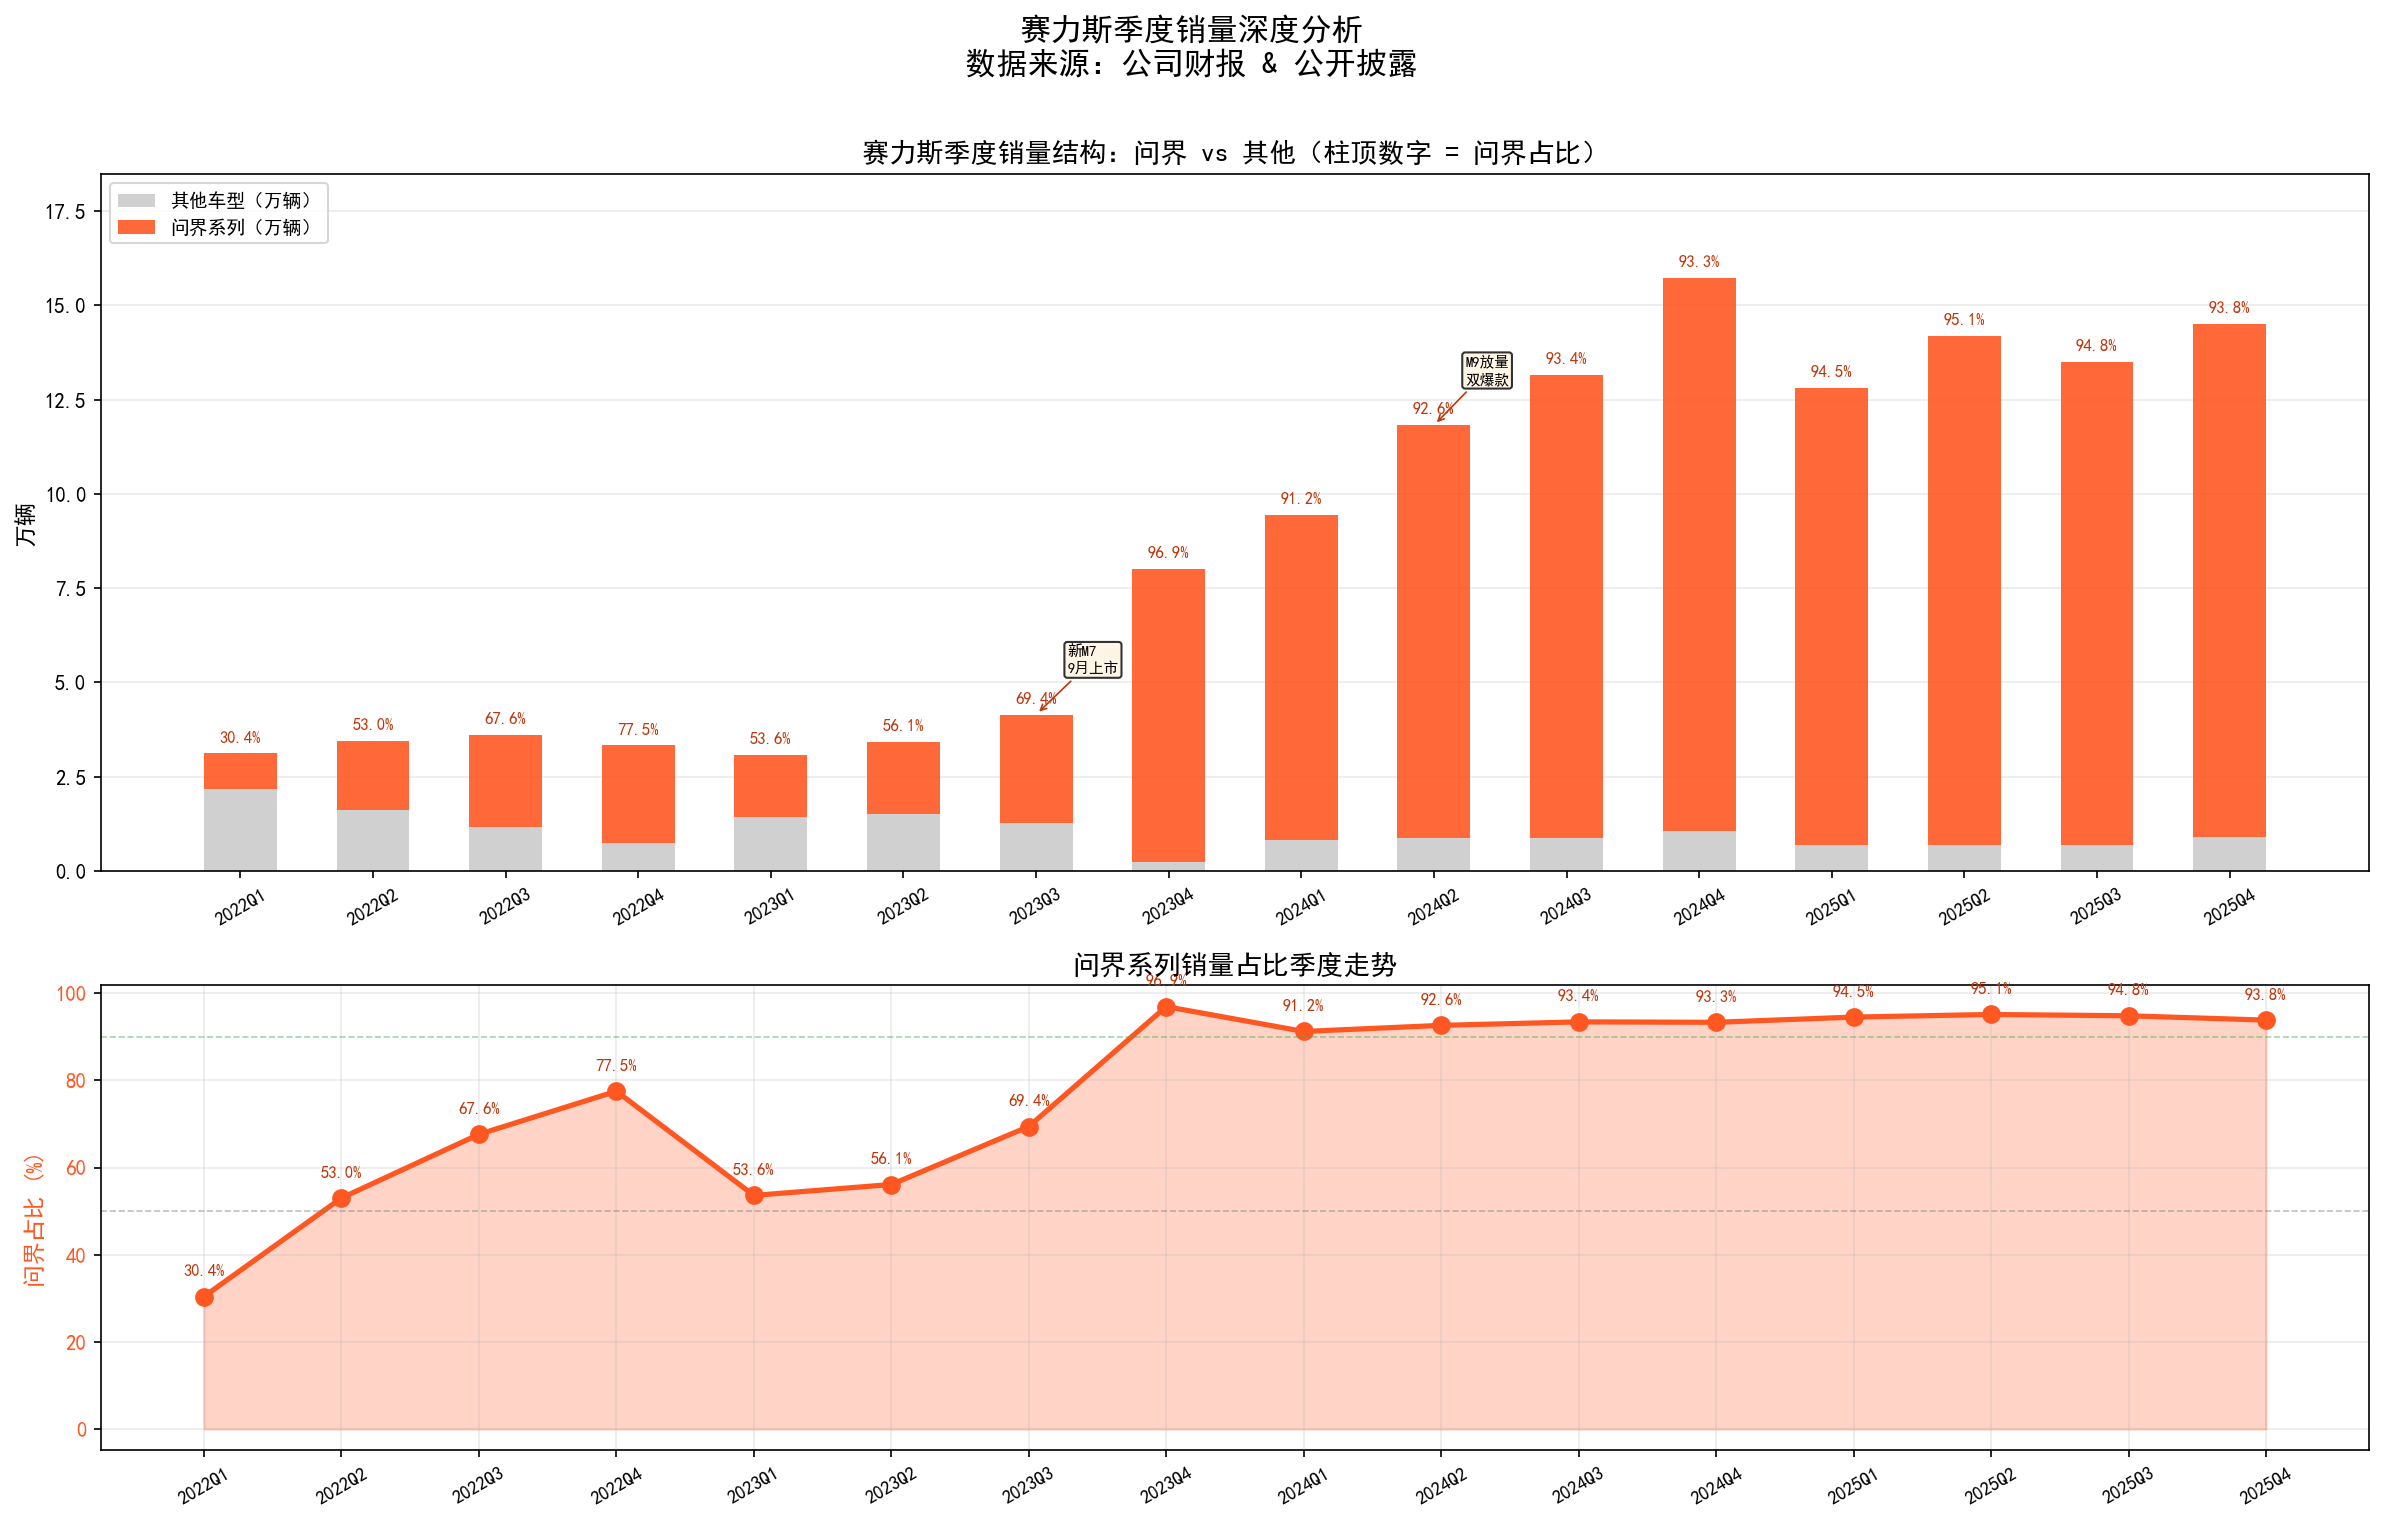 赛力斯季度销量深度分析
数据来源：公司财报 & 公开披露
赛力斯季度销量结构：问界 vs 其他（柱顶数字 = 问界占比）
其他车型（万辆）
问界系列（万辆）
万辆
17.5
15.0
12.5
10.0
7.5
5.0
2.5
0.0
30.4%
53.0%
67.6%
77.5%
53.6%
56.1%
69.4%
96.9%
91.2%
92.6%
93.4%
93.3%
94.5%
95.1%
94.8%
93.8%
新M7
9月上市
M9放量
双爆款
2022Q1
2022Q2
2022Q3
2022Q4
2023Q1
2023Q2
2023Q3
2023Q4
2024Q1
2024Q2
2024Q3
2024Q4
2025Q1
2025Q2
2025Q3
2025Q4
问界系列销量占比季度走势
问界占比 (%)
100
80
60
40
20
0
30.4%
53.0%
67.6%
77.5%
53.6%
56.1%
69.4%
96.9%
91.2%
92.6%
93.4%
93.3%
94.5%
95.1%
94.8%
93.8%
2022Q1
2022Q2
2022Q3
2022Q4
2023Q1
2023Q2
2023Q3
2023Q4
2024Q1
2024Q2
2024Q3
2024Q4
2025Q1
2025Q2
2025Q3
2025Q4